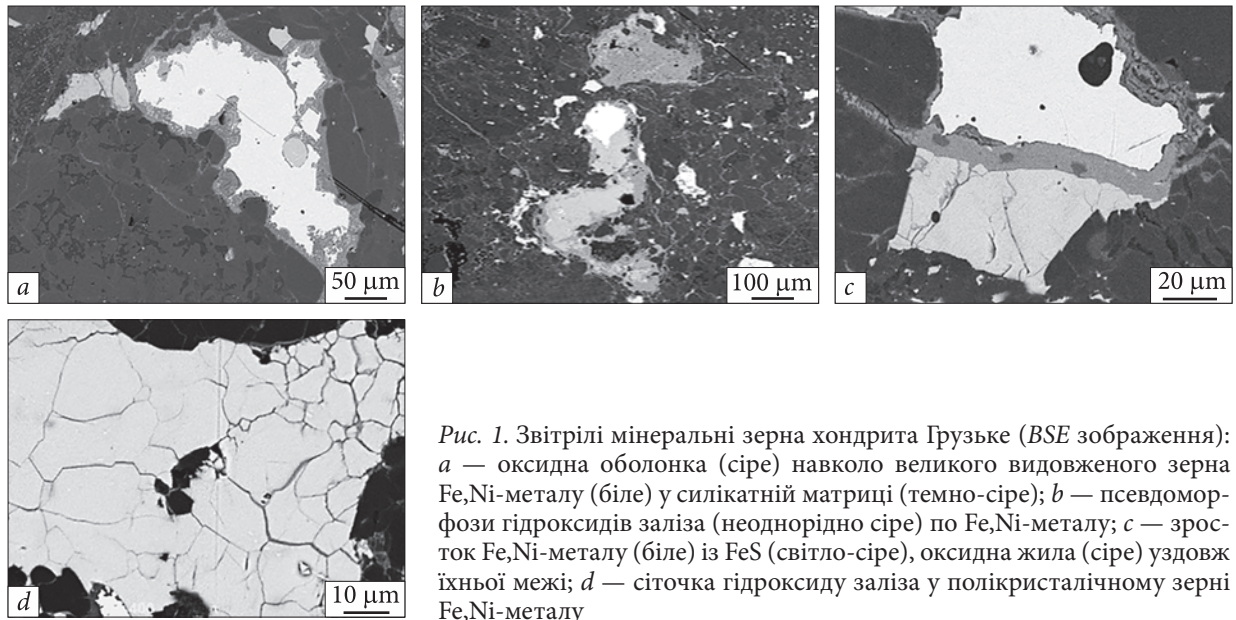 a
50 μm
b
100 μm
c
20 μm
d
10 μm
Рис. 1. Звітрілі мінеральні зерна хондрита Грузьке (BSE зображення):
a — оксидна оболонка (сіре) навколо великого видовженого зерна
Fe,Ni-металу (біле) у силікатній матриці (темно-сіре); b — псевдомор-
фози гідроксидів заліза (неоднорідно сіре) по Fe,Ni-металу; c — зрос-
ток Fe,Ni-металу (біле) із FeS (світло-сіре), оксидна жила (сіре) уздовж
їхньої межі; d — сіточка гідроксиду заліза у полікристалічному зерні
Fe,Ni-металу